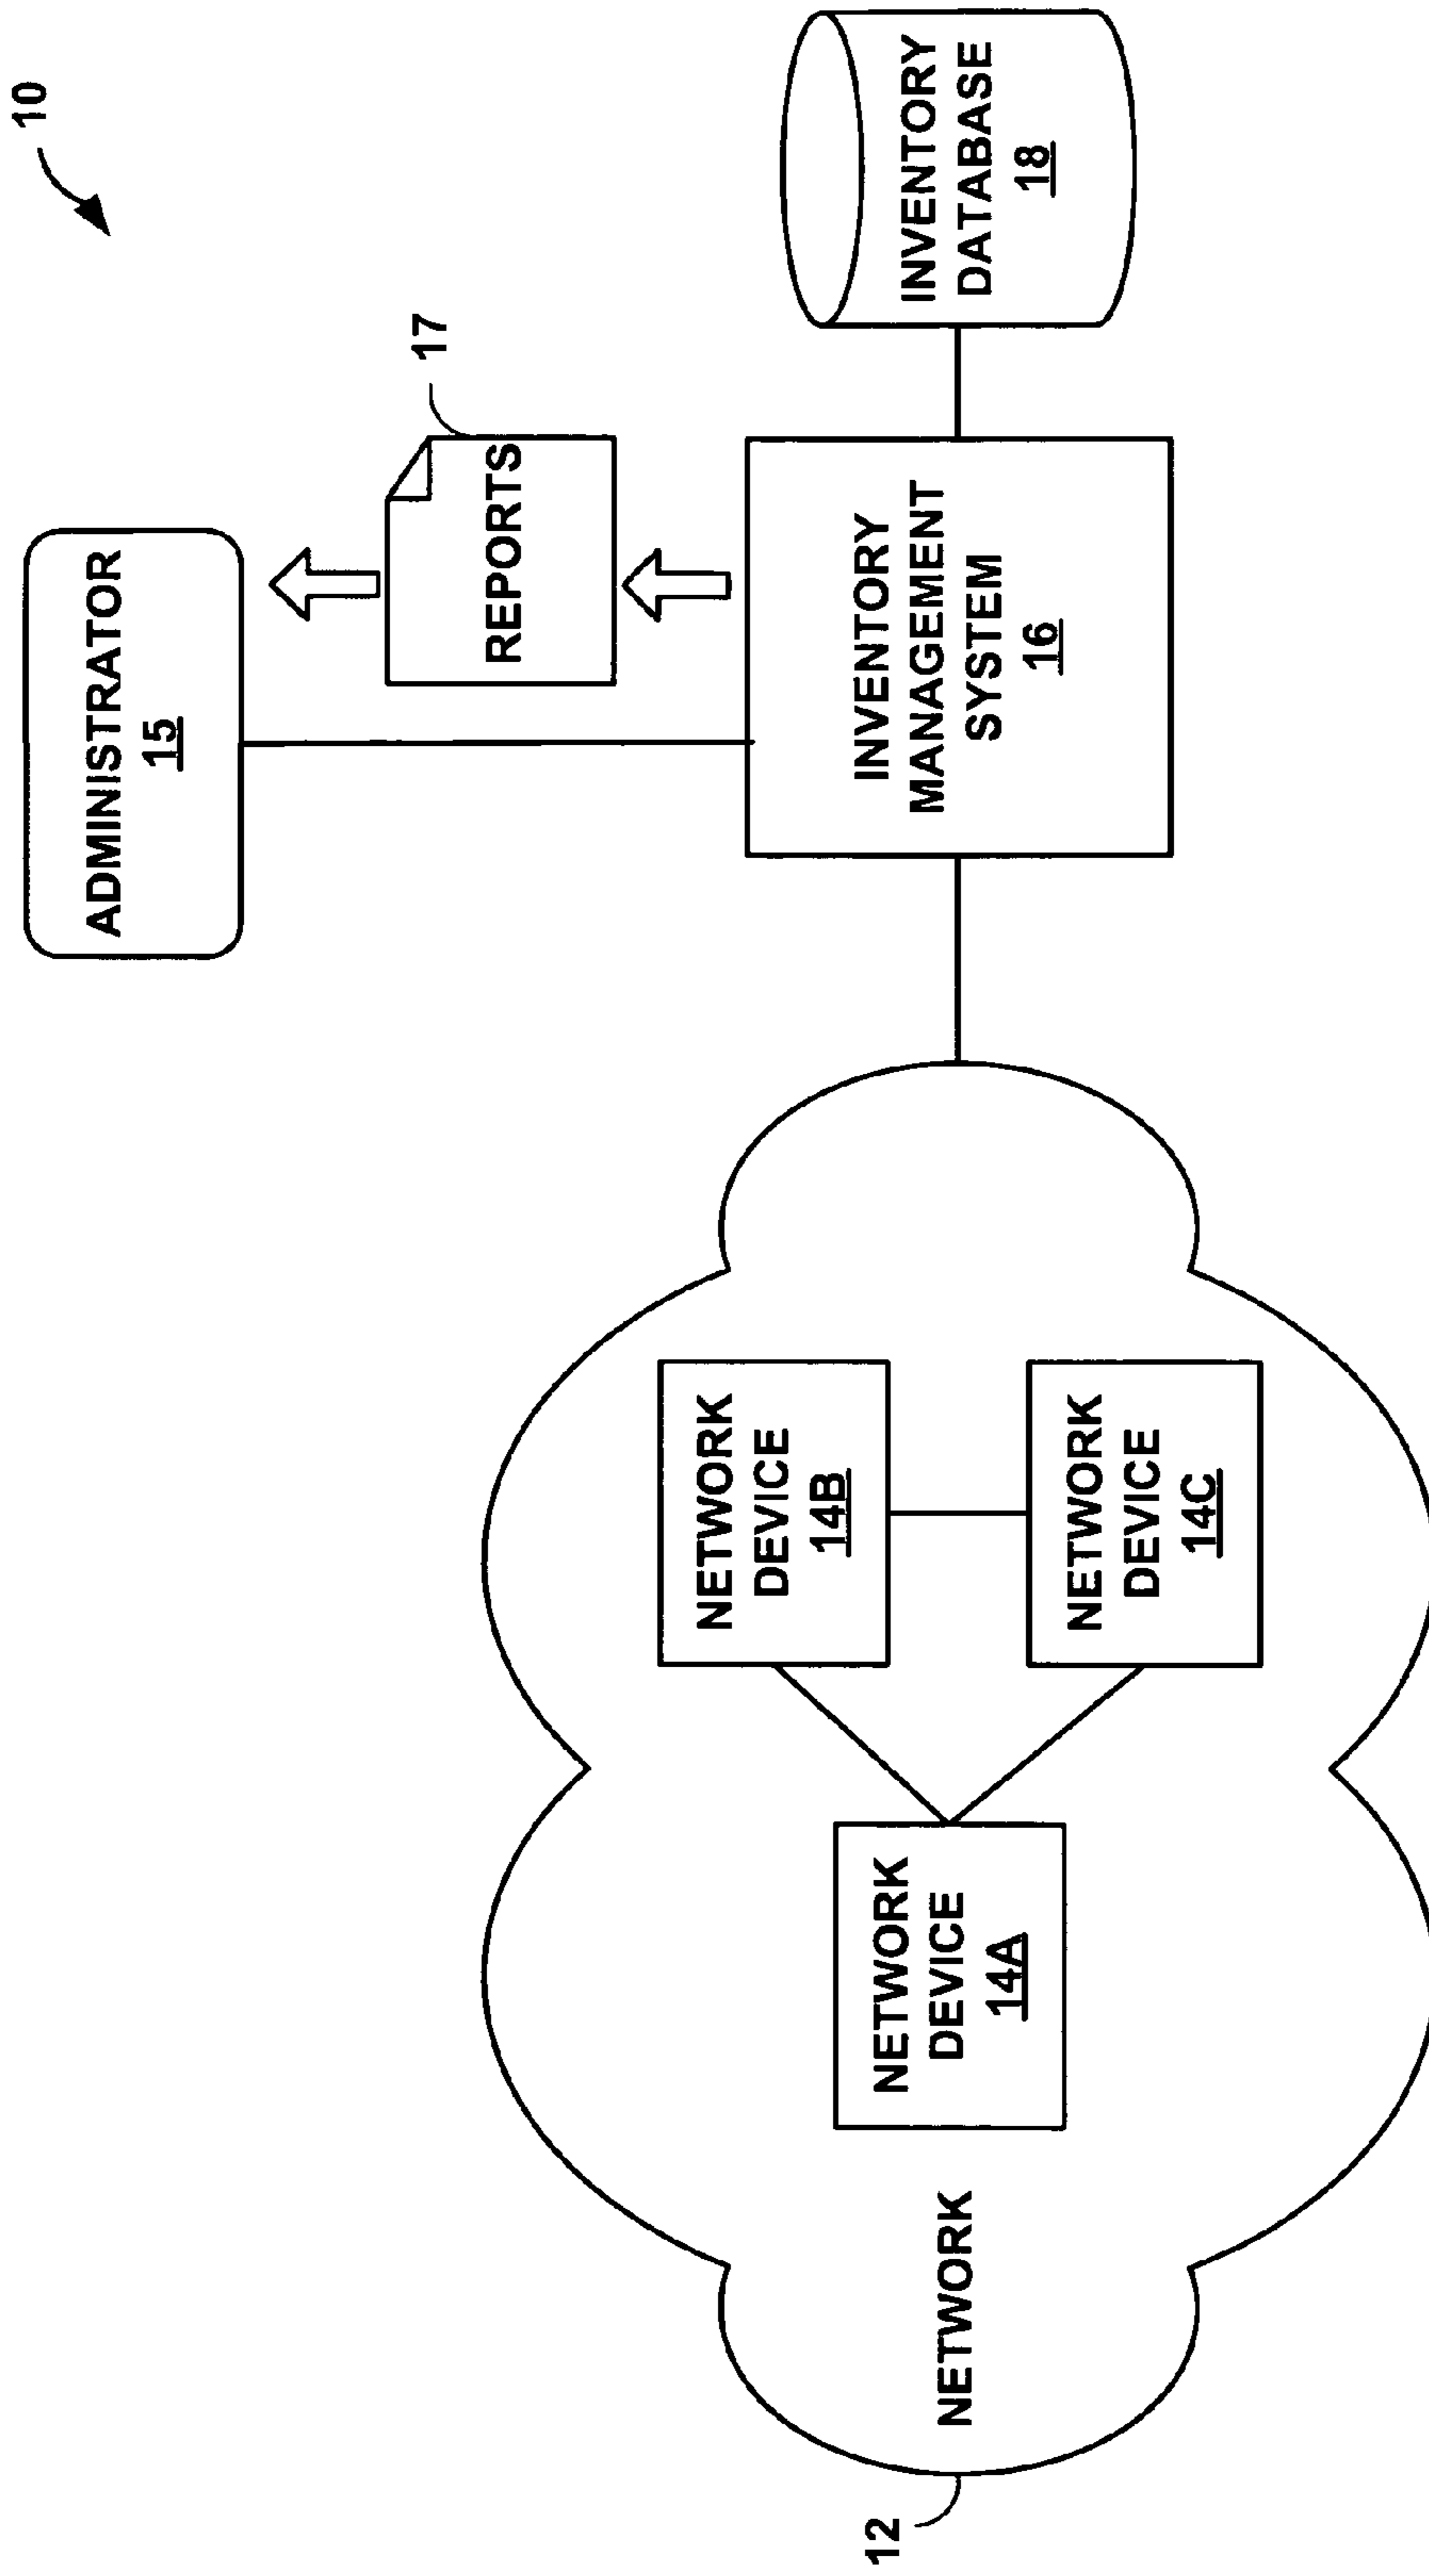 10
ADMINISTRATOR
15
17
REPORTS
INVENTORY
MANAGEMENT
SYSTEM
16
INVENTORY
DATABASE
18
NETWORK
DEVICE
14B
NETWORK
DEVICE
14A
NETWORK
DEVICE
14C
NETWORK
12